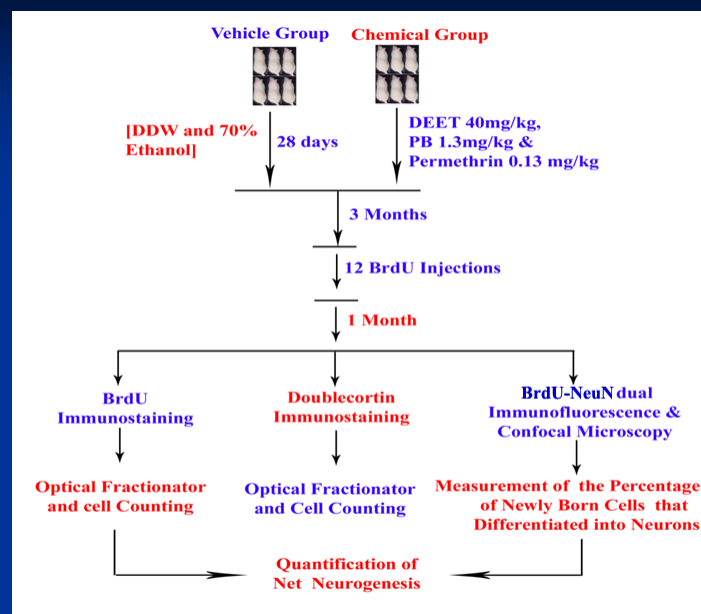 Vehicle Group
Chemical Group
[DDW and 70%
Ethanol]
28 days
DEET 40mg/kg,
PB 1.3mg/kg &
Permethrin 0.13 mg/kg
3 Months
12 BrdU Injections
1 Month
BrdU
Immunostaining
Doublecortin
Immunostaining
BrdU-NeuN dual
Immunofluorescence &
Confocal Microscopy
Optical Fractionator
and cell Counting
Optical Fractionator
and Cell Counting
Measurement of the Percentage
of Newly Born Cells that
Differentiated into Neurons
Quantification of
Net Neurogenesis